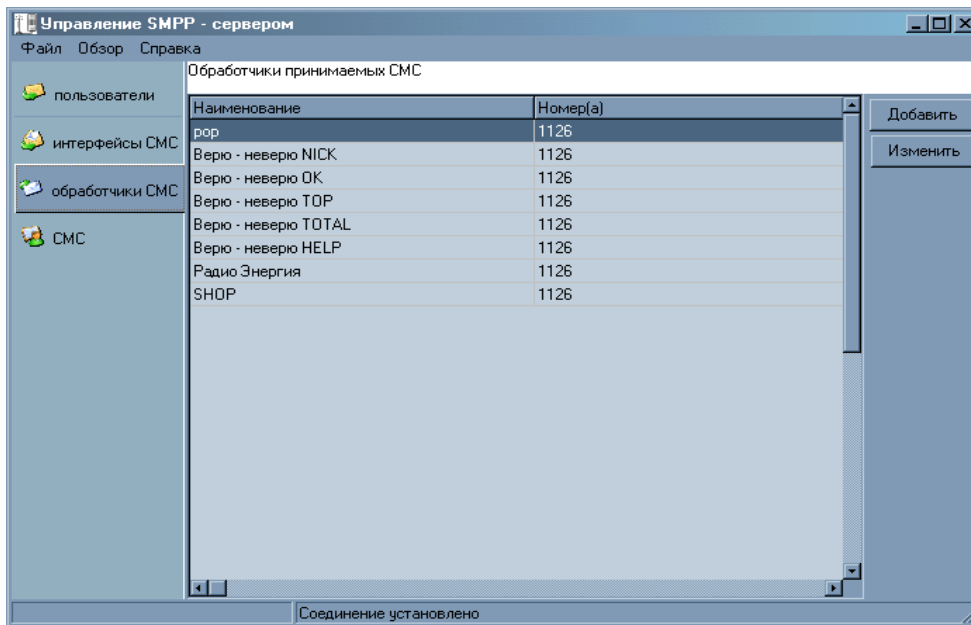 Управление SMPP - сервером
Файл Обзор Справка
пользователи
интерфейсы СМС
обработчики СМС
СМС
Обработчики принимаемых СМС
Наименование Номер(а)
pop 1126
Верю - неверю NICK 1126
Верю - неверю OK 1126
Верю - неверю TOP 1126
Верю - неверю TOTAL 1126
Верю - неверю HELP 1126
Радио Энергия 1126
SHOP 1126
Добавить
Изменить
Соединение установлено